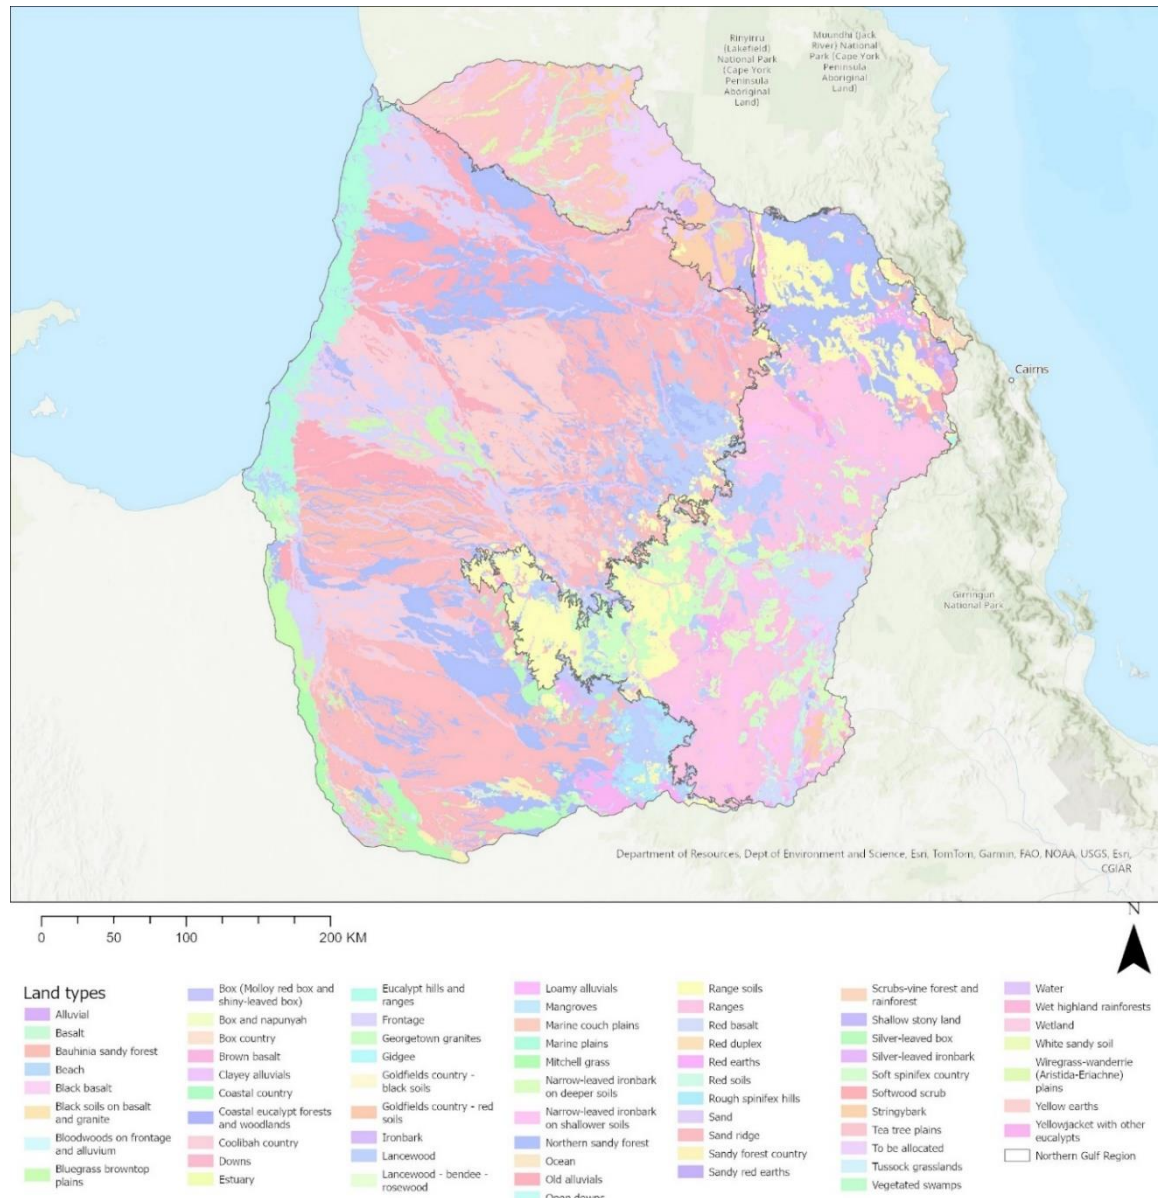 Rinyirru
(Lakefield)
National Park
(Cape York
Peninsula
Aboriginal
Land)
Muundhi (Jack
River) National
Park (Cape York
Peninsula
Aboriginal
Land)
Cairns
Girringun
National Park
Department of Resources, Dept of Environment and Science, Esri, TomTom, Garmin, FAO, NOAA, USGS, Esri,
CGIAR
0 50 100 200 KM
N
Land types
Alluvial
Basalt
Bauhinia sandy forest
Beach
Black basalt
Black soils on basalt
and granite
Bloodwoods on frontage
and alluvium
Bluegrass browntop
plains
Box (Molloy red box and
shiny-leaved box)
Box and napunyah
Box country
Brown basalt
Clayey alluvials
Coastal country
Coastal eucalypt forests
and woodlands
Coolibah country
Downs
Estuary
Eucalypt hills and
ranges
Frontage
Georgetown granites
Gidgee
Goldfields country -
black soils
Goldfields country - red
soils
Ironbark
Lancewood
Lancewood - bendee -
rosewood
Loamy alluvials
Mangroves
Marine couch plains
Marine plains
Mitchell grass
Narrow-leaved ironbark
on deeper soils
Narrow-leaved ironbark
on shallower soils
Northern sandy forest
Ocean
Old alluvials
Open downs
Range soils
Ranges
Red basalt
Red duplex
Red earths
Red soils
Rough spinifex hills
Sand
Sand ridge
Sandy forest country
Sandy red earths
Scrubs-vine forest and
rainforest
Shallow stony land
Silver-leaved box
Silver-leaved ironbark
Soft spinifex country
Softwood scrub
Stringybark
Tea tree plains
To be allocated
Tussock grasslands
Vegetated swamps
Water
Wet highland rainforests
Wetland
White sandy soil
Wiregrass-wanderrie
(Aristida-Eriachne)
plains
Yellow earths
Yellowjacket with other
eucalypts
Northern Gulf Region